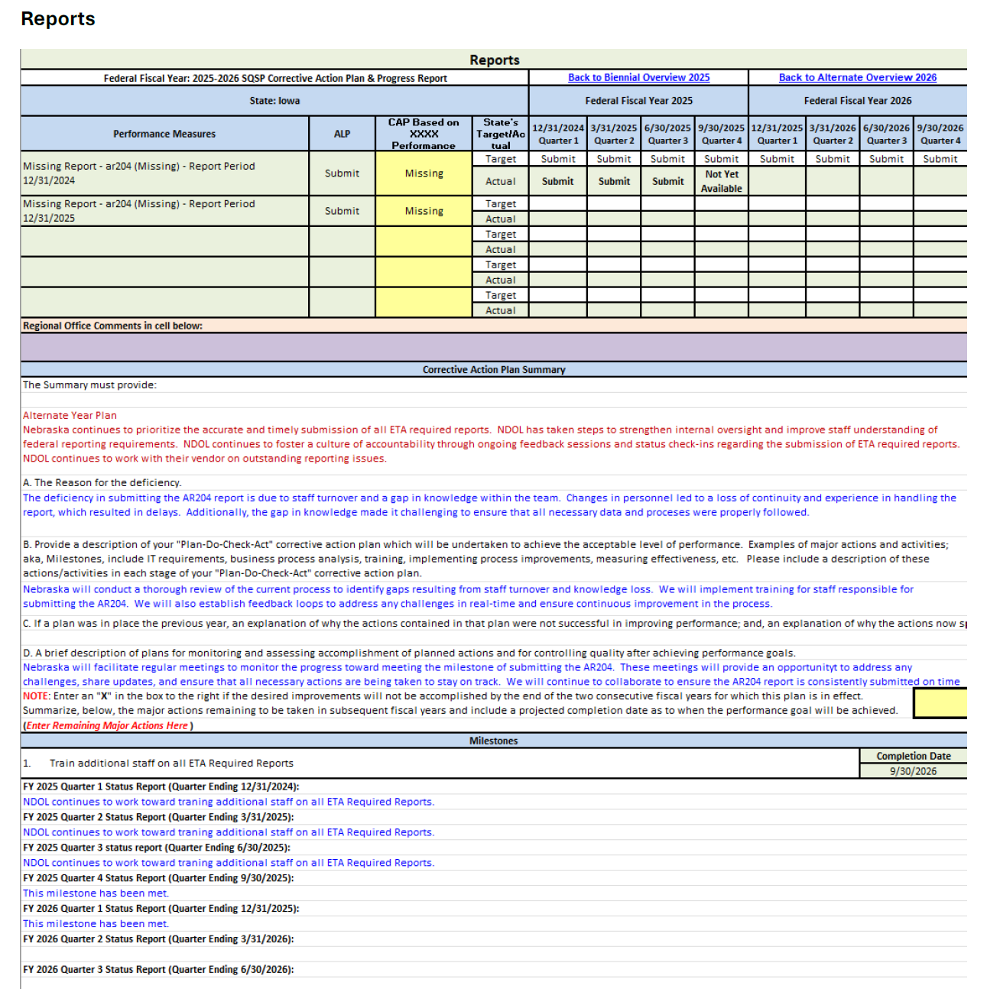 Reports
Reports
Federal Fiscal Year: 2025-2026 SQSP Corrective Action Plan & Progress Report Back to Biennial Overview 2025 Back to Alternate Overview 2026
State: Iowa Federal Fiscal Year 2025 Federal Fiscal Year 2026
Performance Measures ALP CAP Based on XXXX Performance State's Target/Actual 12/31/2024 Quarter 1 3/31/2025 Quarter 2 6/30/2025 Quarter 3 9/30/2025 Quarter 4 12/31/2025 Quarter 1 3/31/2026 Quarter 2 6/30/2026 Quarter 3 9/30/2026 Quarter 4
Missing Report - ar204 (Missing) - Report Period
12/31/2024
Submit Missing
Target Submit Submit Submit Submit Submit Submit Submit Submit
Actual Submit Submit Submit Not Yet Available
Missing Report - ar204 (Missing) - Report Period
12/31/2025
Submit Missing
Target
Actual
Target
Actual
Target
Actual
Target
Actual
Regional Office Comments in cell below:
Corrective Action Plan Summary
The Summary must provide:
Alternate Year Plan
Nebraska continues to prioritize the accurate and timely submission of all ETA required reports. NDOL has taken steps to strengthen internal oversight and improve staff understanding of
federal reporting requirements. NDOL continues to foster a culture of accountability through ongoing feedback sessions and status check-ins regarding the submission of ETA required reports.
NDOL continues to work with their vendor on outstanding reporting issues.
A. The Reason for the deficiency.
The deficiency in submitting the AR204 report is due to staff turnover and a gap in knowledge within the team. Changes in personnel led to a loss of continuity and experience in handling the
report, which resulted in delays. Additionally, the gap in knowledge made it challenging to ensure that all necessary data and proceses were properly followed.
B. Provide a description of your "Plan-Do-Check-Act" corrective action plan which will be undertaken to achieve the acceptable level of performance. Examples of major actions and activities;
aka, Milestones, include IT requirements, business process analysis, training, implementing process improvements, measuring effectiveness, etc. Please include a description of these
actions/activities in each stage of your "Plan-Do-Check-Act" corrective action plan.
Nebraska will conduct a thorough review of the current process to identify gaps resulting from staff turnover and knowledge loss. We will implement training for staff responsible for
submitting the AR204. We will also establish feedback loops to address any challenges in real-time and ensure continuous improvement in the process.
C. If a plan was in place the previous year, an explanation of why the actions contained in that plan were not successful in improving performance; and, an explanation of why the actions now
D. A brief description of plans for monitoring and assessing accomplishment of planned actions and for controlling quality after achieving performance goals.
Nebraska will facilitate regular meetings to monitor the progress toward meeting the milestone of submitting the AR204. These meetings will provide an opportunityt to address any
challenges, share updates, and ensure that all necessary actions are being taken to stay on track. We will continue to collaborate to ensure the AR204 report is consistently submitted on time
NOTE: Enter an "X" in the box to the right if the desired improvements will not be accomplished by the end of the two consecutive fiscal years for which this plan is in effect.
Summarize, below, the major actions remaining to be taken in subsequent fiscal years and include a projected completion date as to when the performance goal will be achieved.
(Enter Remaining Major Actions Here )
Milestones
1. Train additional staff on all ETA Required Reports
Completion Date
9/30/2026
FY 2025 Quarter 1 Status Report (Quarter Ending 12/31/2024):
NDOL continues to work toward traning additional staff on all ETA Required Reports.
FY 2025 Quarter 2 Status Report (Quarter Ending 3/31/2025):
NDOL continues to work toward traning additional staff on all ETA Required Reports.
FY 2025 Quarter 3 status report (Quarter Ending 6/30/2025):
NDOL continues to work toward traning additional staff on all ETA Required Reports.
FY 2025 Quarter 4 Status Report (Quarter Ending 9/30/2025):
This milestone has been met.
FY 2026 Quarter 1 Status Report (Quarter Ending 12/31/2025):
This milestone has been met.
FY 2026 Quarter 2 Status Report (Quarter Ending 3/31/2026):
FY 2026 Quarter 3 Status Report (Quarter Ending 6/30/2026):